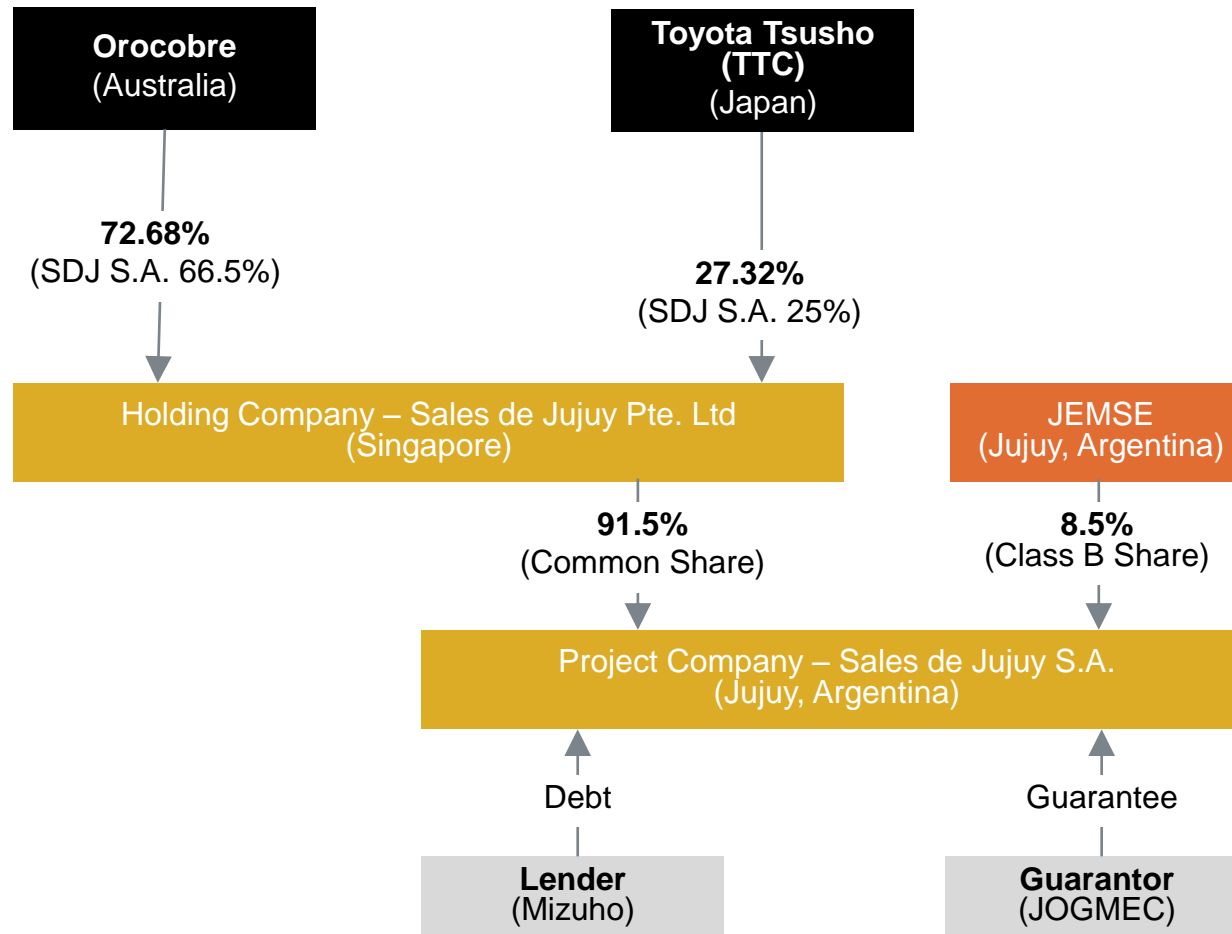 Orocobre
(Australia)
Toyota Tsusho
(TTC)
(Japan)
72.68%
(SDJ S.A. 66.5%)
27.32%
(SDJ S.A. 25%)
Holding Company – Sales de Jujuy Pte. Ltd
(Singapore)
JEMSE
(Jujuy, Argentina)
91.5%
(Common Share)
8.5%
(Class B Share)
Project Company – Sales de Jujuy S.A.
(Jujuy, Argentina)
Debt
Guarantee
Lender
(Mizuho)
Guarantor
(JOGMEC)